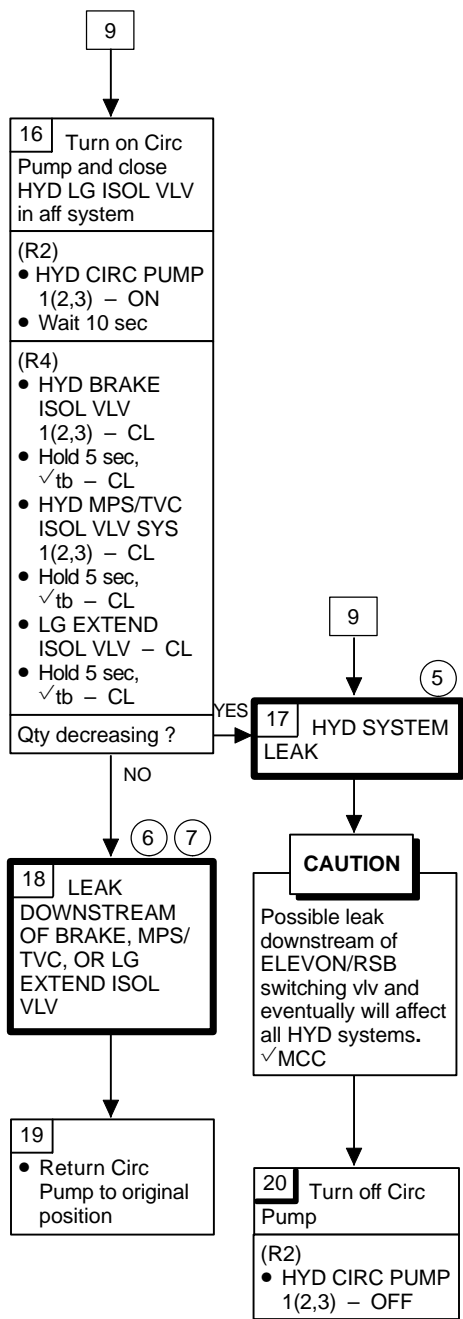 9
16 Turn on Circ
Pump and close
HYD LG ISOL VLV
in aff system
(R2)
● HYD CIRC PUMP
1(2,3) – ON
● Wait 10 sec
(R4)
● HYD BRAKE
ISOL VLV
1(2,3) – CL
● Hold 5 sec,
√tb – CL
● HYD MPS/TVC
ISOL VLV SYS
1(2,3) – CL
● Hold 5 sec,
√tb – CL
● LG EXTEND
ISOL VLV – CL
● Hold 5 sec,
√tb – CL
Qty decreasing ?
YES
NO
9
5
17 HYD SYSTEM
LEAK
6 7
18 LEAK
DOWNSTREAM
OF BRAKE, MPS/
TVC, OR LG
EXTEND ISOL
VLV
CAUTION
Possible leak
downstream of
ELEVON/RSB
switching vlv and
eventually will affect
all HYD systems.
√MCC
19
● Return Circ
Pump to original
position
20 Turn off Circ
Pump
(R2)
● HYD CIRC PUMP
1(2,3) – OFF